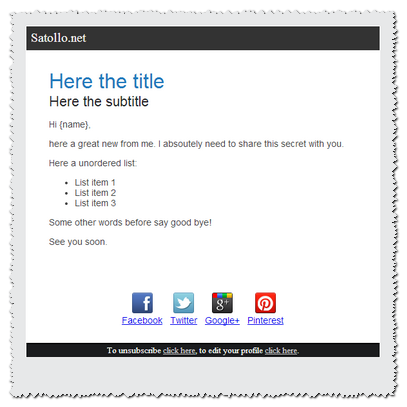 Satollo.net
Here the title
Here the subtitle
Hi {name},
here a great new from me. I absoutely need to share this secret with you.
Here a unordered list:
List item 1
List item 2
List item 3
Some other words before say good bye!
See you soon.
Facebook Twitter Google+ Pinterest
To unsubscribe click here, to edit your profile click here.